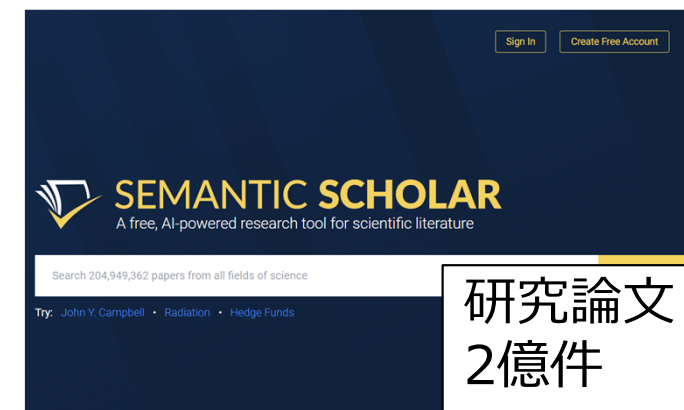 Sign In
Create Free Account
SEMANTIC SCHOLAR
A free, AI-powered research tool for scientific literature
Search 204,949,362 papers from all fields of science
Try: John Y. Campbell • Radiation • Hedge Funds
研究論文
2億件